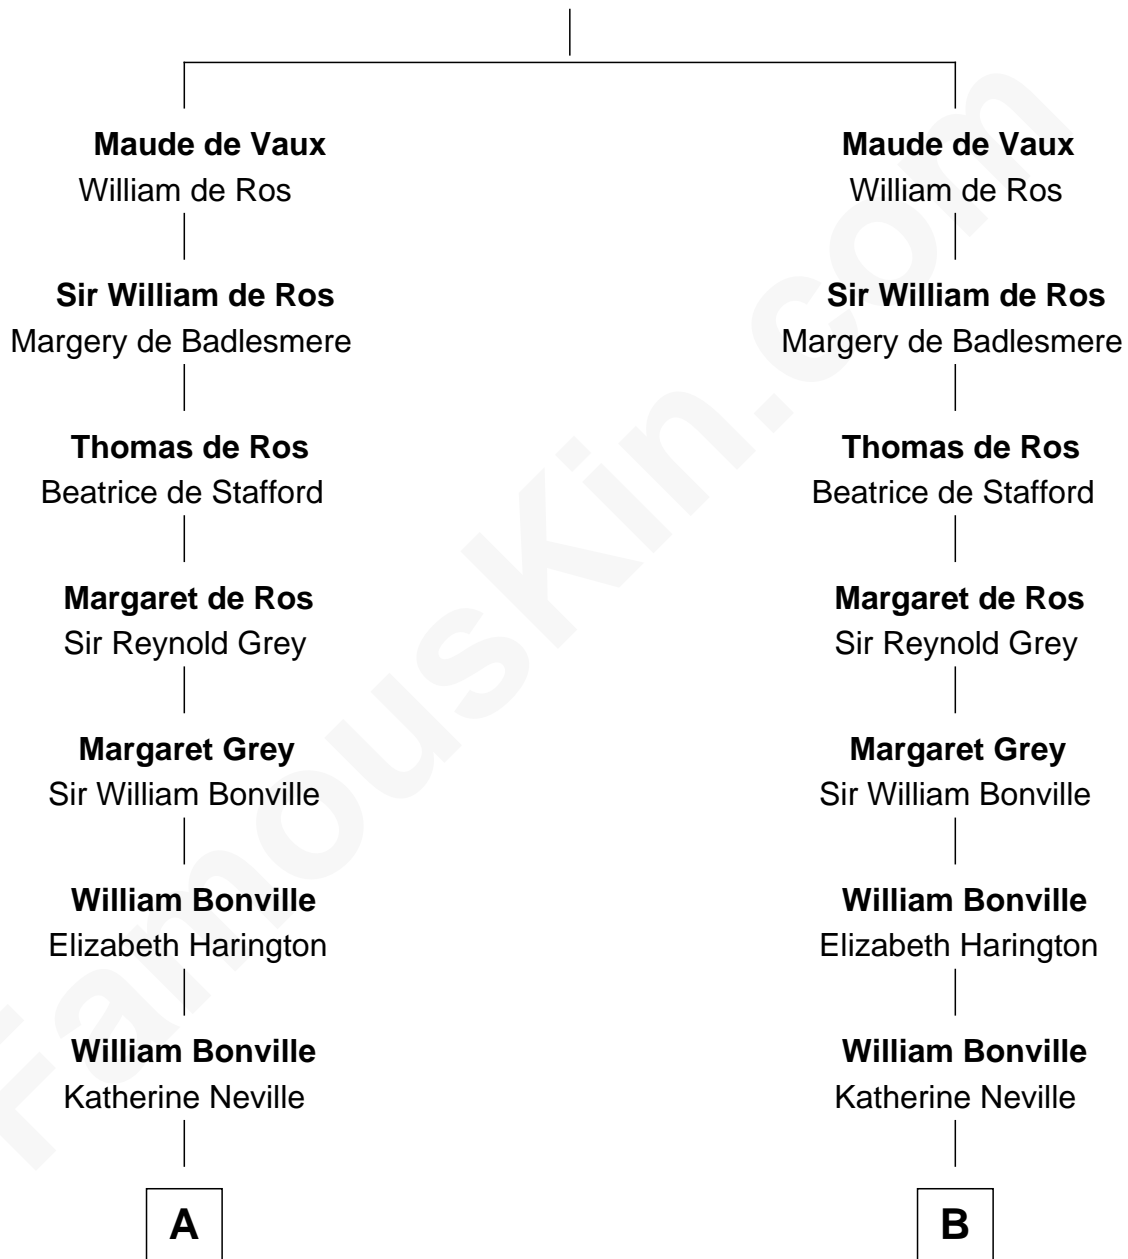 Maude de Vaux
William de Ros
Sir William de Ros
Margery de Badlesmere
Thomas de Ros
Beatrice de Stafford
Margaret de Ros
Sir Reynold Grey
Margaret Grey
Sir William Bonville
William Bonville
Elizabeth Harington
William Bonville
Katherine Neville
A
Maude de Vaux
William de Ros
Sir William de Ros
Margery de Badlesmere
Thomas de Ros
Beatrice de Stafford
Margaret de Ros
Sir Reynold Grey
Margaret Grey
Sir William Bonville
William Bonville
Elizabeth Harington
William Bonville
Katherine Neville
B
FamousKin.com